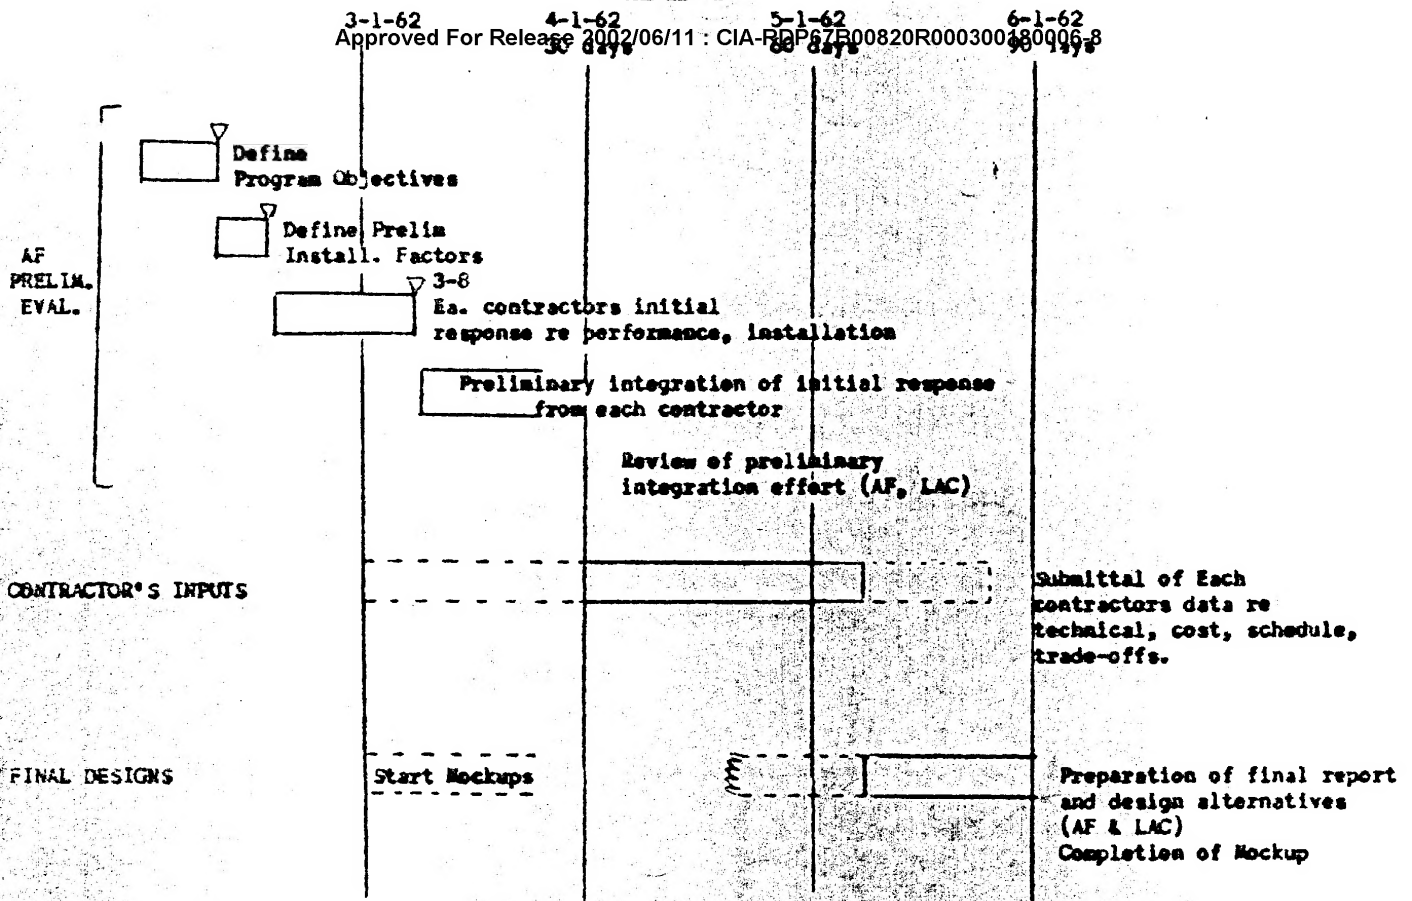 3-1-62 4-1-62 5-1-62 6-1-62
Approved For Release 2002/06/11 : CIA-RDP67R00820R000300180006-8
30 days 60 days 90 days
Define
Program Objectives
Define Prelim
Install. Factors
AF
PRELIM.
EVAL.
3-8
Ea. contractors initial
response re performance, installation
Preliminary integration of initial response
from each contractor
Review of preliminary
integration effort (AF, LAC)
CONTRACTOR'S INPUTS
Submittal of Each
contractors data re
technical, cost, schedule,
trade-offs.
FINAL DESIGNS
Start Mockups
Preparation of final report
and design alternatives
(AF & LAC)
Completion of Mockup